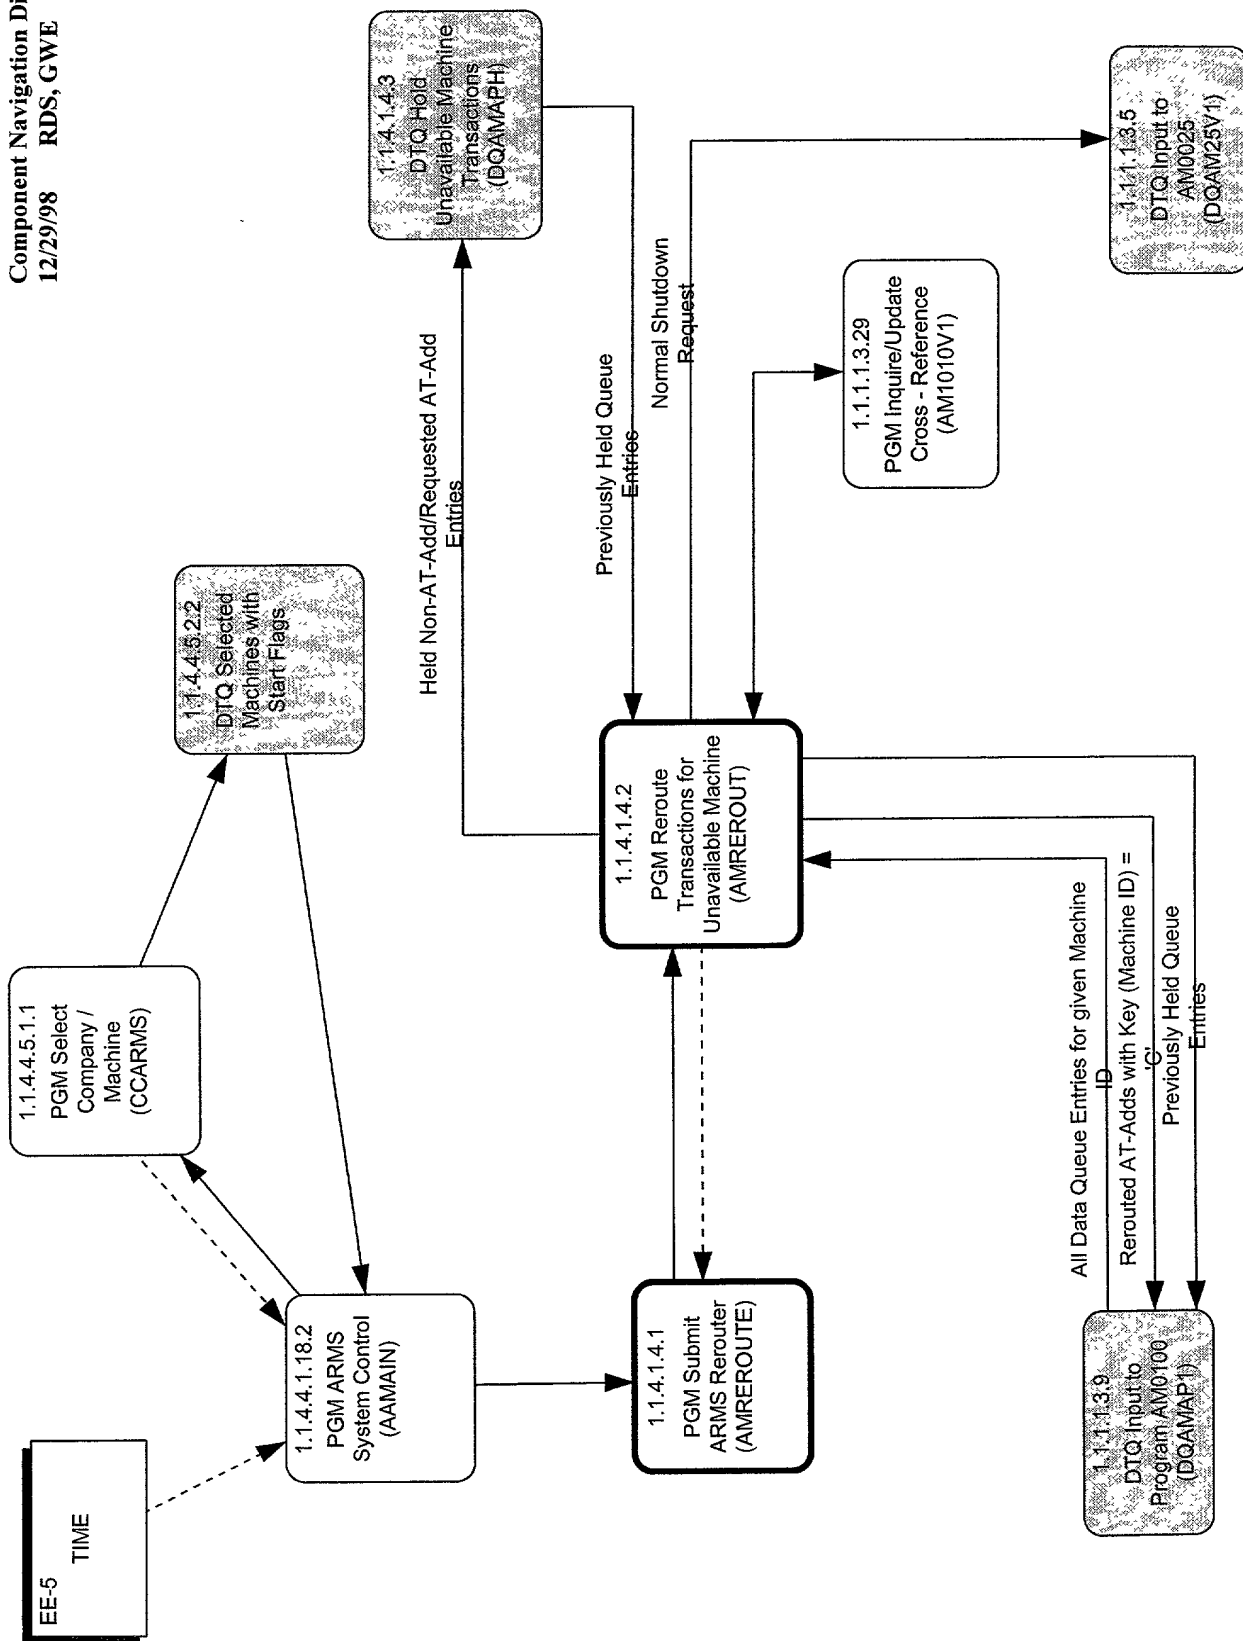 Component Navigation Di
12/29/98 RDS, GWE
EE-5
TIME
1.1.4.4.5.1.1
PGM Select
Company /
Machine
(CCARMS)
1.1.4.4.5.2.2
DTQ Selected
Machines with
Start Flags
1.1.4.4.1.18.2
PGM ARMS
System Control
(AAMAIN)
1.1.4.1.4.3
DTQ Hold
Unavailable Machine
Transactions
(DQAMAPH)
Held Non-AT-Add/Requested AT-Add
Entries
Previously Held Queue
Entries
Normal Shutdown
Request
1.1.4.1.4.1
PGM Submit
ARMS Rerouter
(AMREROUTE)
1.1.4.1.4.2
PGM Reroute
Transactions for
Unavailable Machine
(AMREROUT)
1.1.1.1.3.29
PGM Inquire/Update
Cross - Reference
(AM1010V1)
All Data Queue Entries for given Machine
ID
Rerouted AT-Adds with Key (Machine ID) =
'C'
Previously Held Queue
Entries
1.1.1.1.3.9
DTQ Input to
Program AM0100
(DQAMAP1)
1.1.1.1.3.5
DTQ Input to
AM0025
(DQAM25V1)